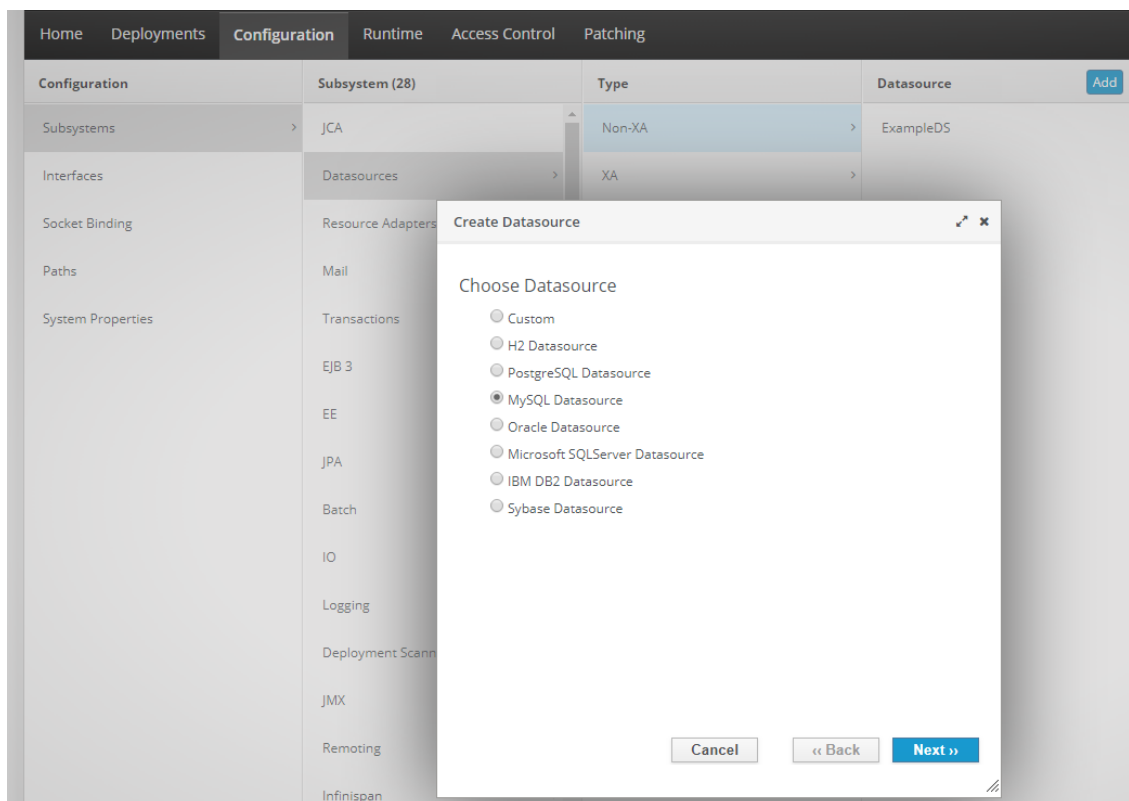 Home Deployments Configuration Runtime Access Control Patching
Configuration Subsystem (28) Type Datasource Add
Subsystems JCA Non-XA ExampleDS
Interfaces Datasources XA
Socket Binding Resource Adapters
Paths Mail
System Properties Transactions
EJB 3
EE
JPA
Batch
IO
Logging
Deployment Scann
JMX
Remoting
Infinispan
Create Datasource
Choose Datasource
Custom
H2 Datasource
PostgreSQL Datasource
MySQL Datasource
Oracle Datasource
Microsoft SQLServer Datasource
IBM DB2 Datasource
Sybase Datasource
Cancel ‹‹ Back Next ››